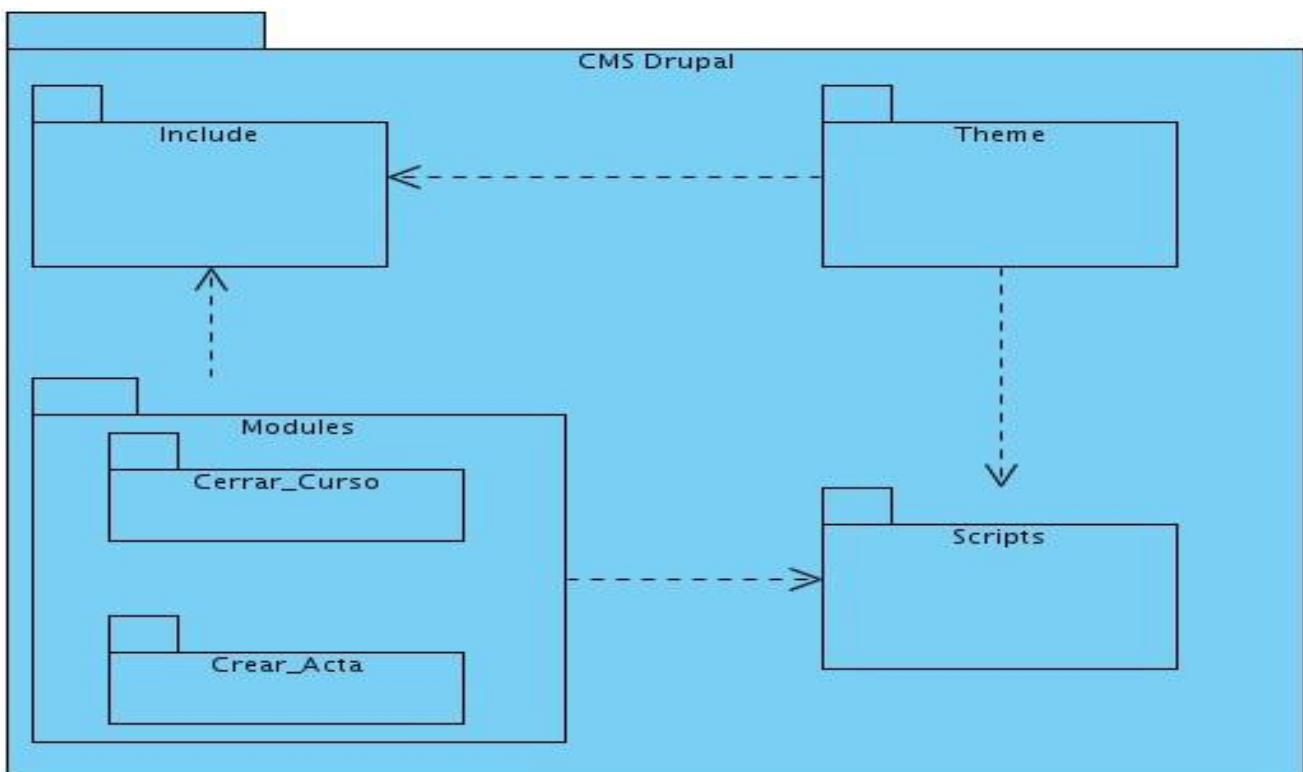 CMS Drupal
Include
Theme
Modules
Cerrar_Curso
Scripts
Crear_Acta